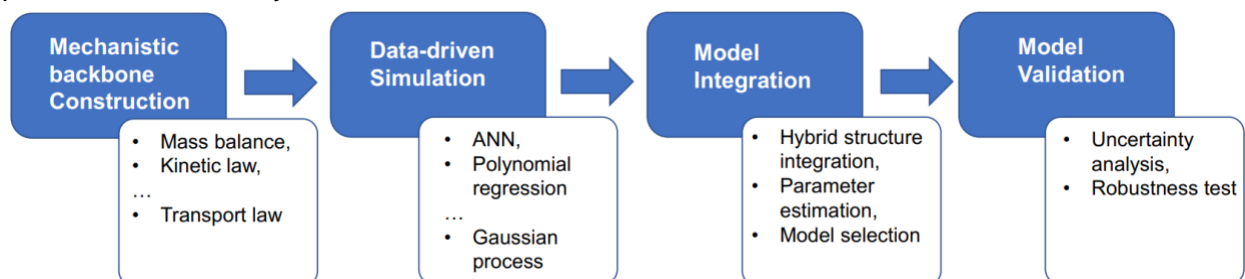 Mechanistic
backbone
Construction
• Mass balance,
• Kinetic law,
…
• Transport law
Data-driven
Simulation
• ANN,
• Polynomial
regression
…
• Gaussian
process
Model
Integration
• Hybrid structure
integration,
• Parameter
estimation,
• Model selection
Model
Validation
• Uncertainty
analysis,
• Robustness test